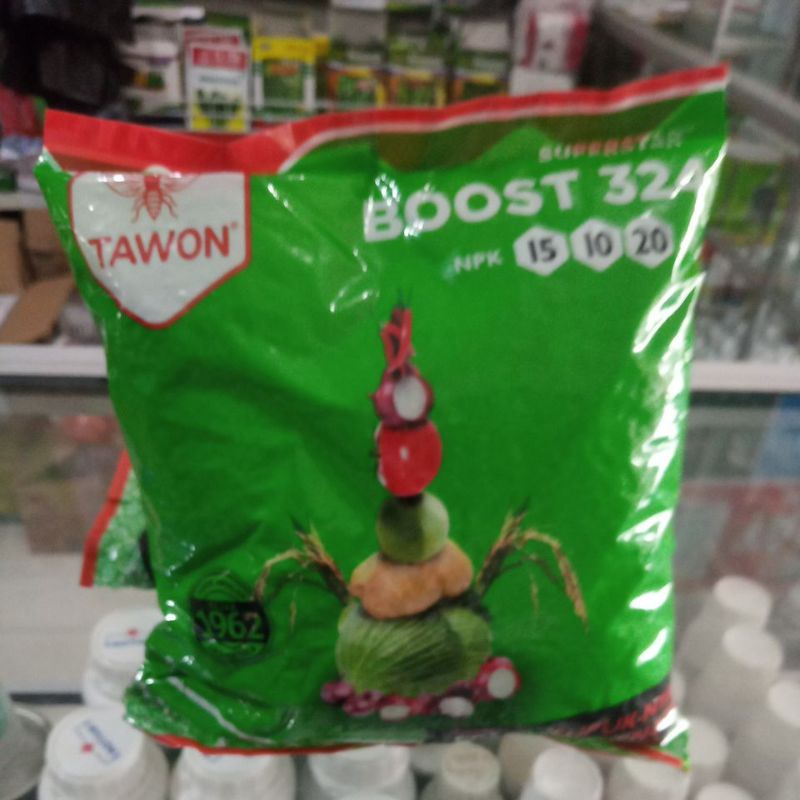 SUPERSTAR
BOOST 324
TAWON®
NPK 15 10 20
1962